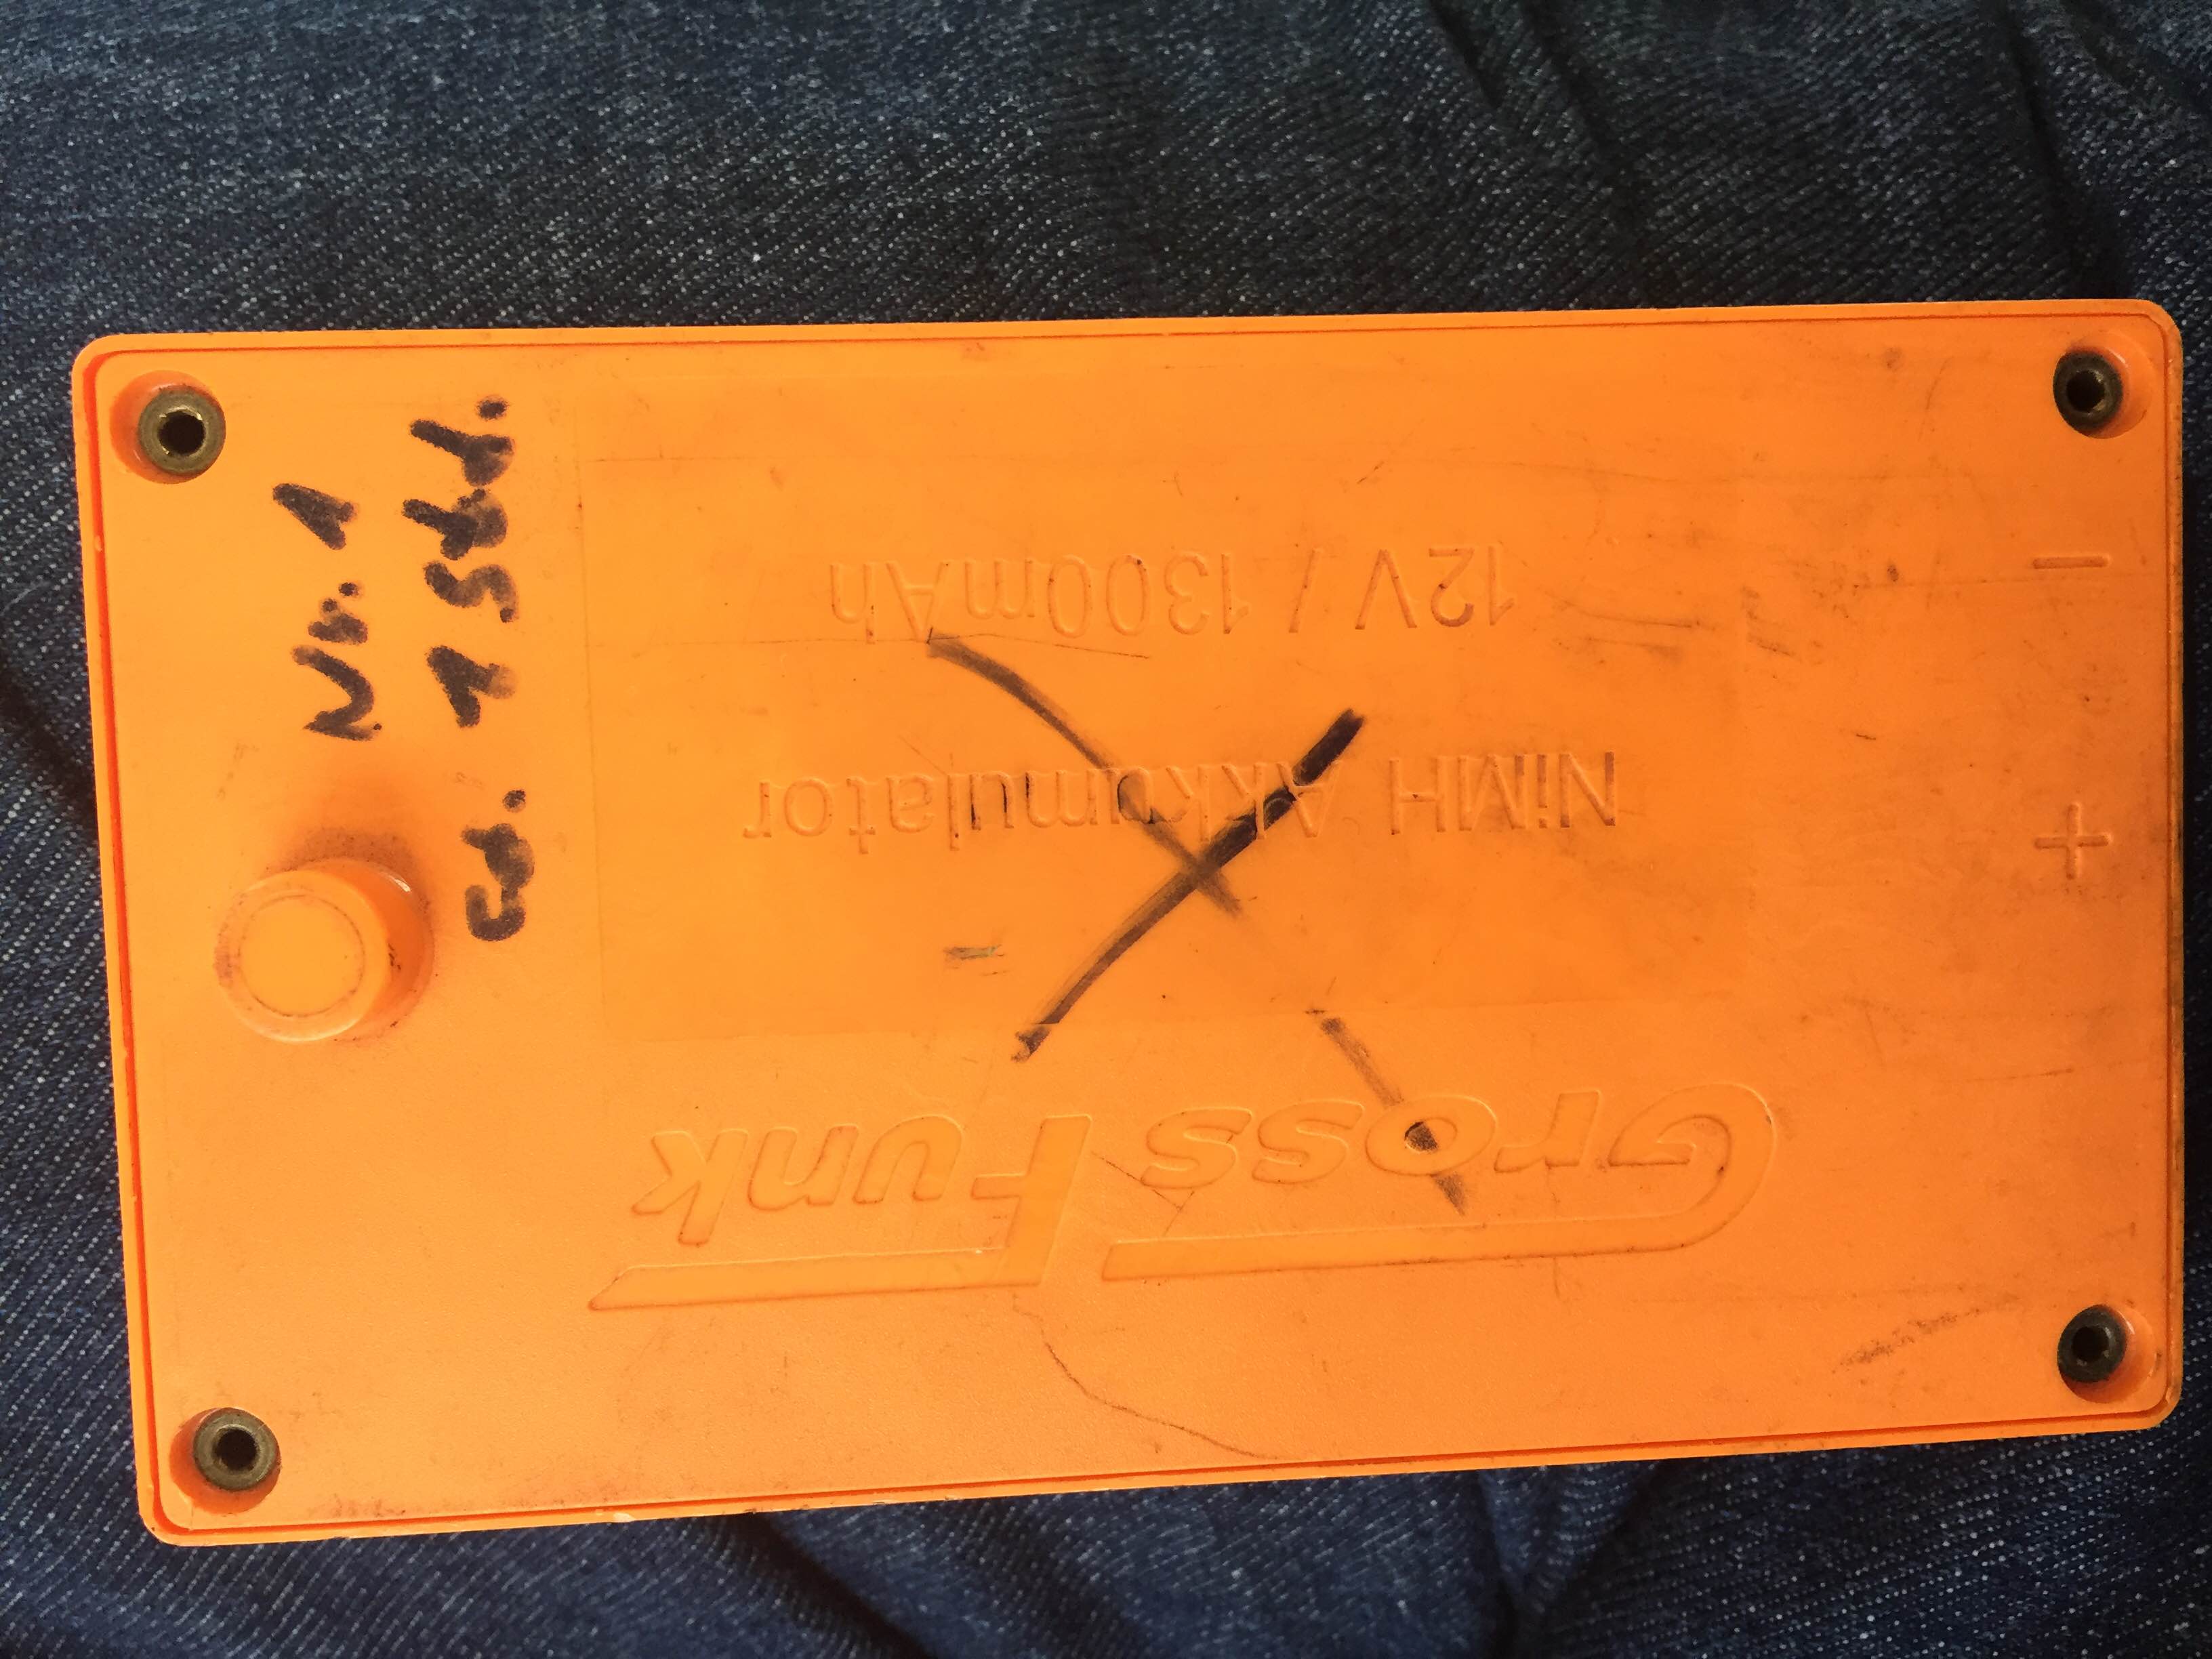 Gross Funk
NiMH Akkumulator
12V / 1300mAh
+
-
Nr. 1
Ca. 1 Std.